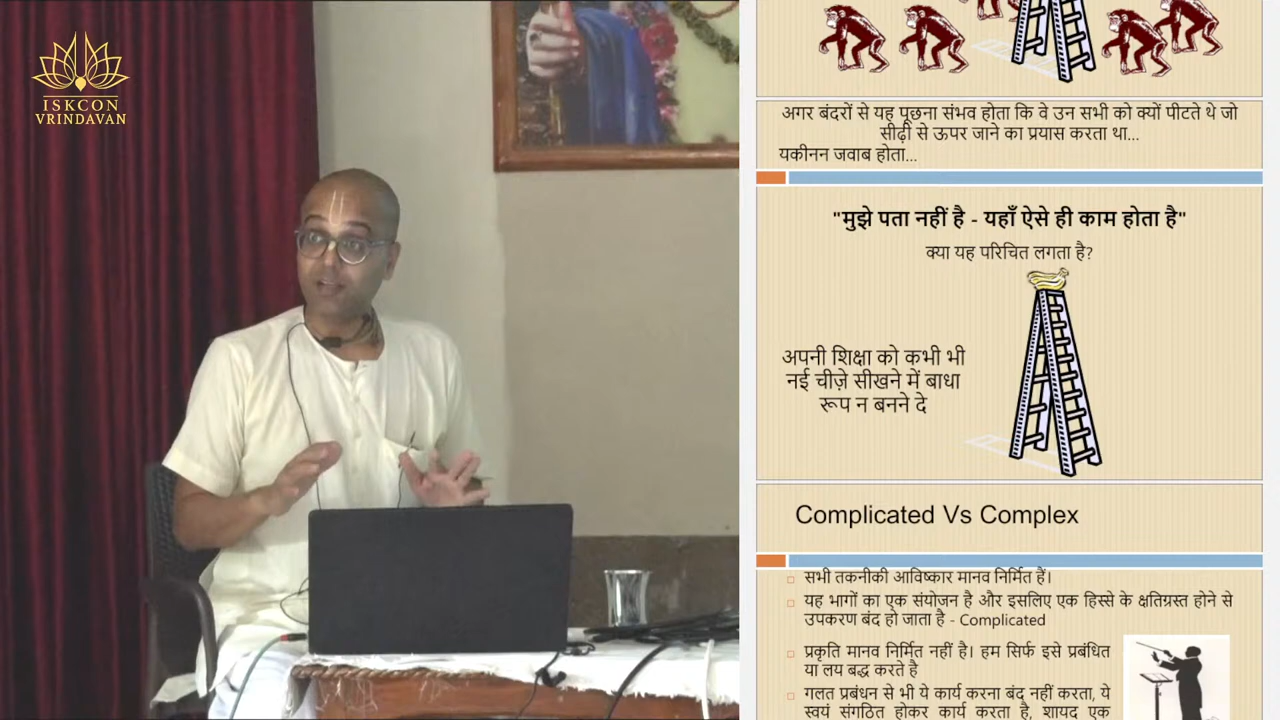 ISKCON
VRINDAVAN
अगर बंदरों से यह पूछना संभव होता कि वे उन सभी को क्यों पीटते थे जो
सीढ़ी से ऊपर जाने का प्रयास करता था...
यकीनन जवाब होता...
"मुझे पता नहीं है - यहाँ ऐसे ही काम होता है"
क्या यह परिचित लगता है?
अपनी शिक्षा को कभी भी
नई चीज़े सीखने में बाधा
रूप न बनने दे
Complicated Vs Complex
सभी तकनीकी आविष्कार मानव निर्मित हैं।
यह भागों का एक संयोजन है और इसलिए एक हिस्से के क्षतिग्रस्त होने से
उपकरण बंद हो जाता है - Complicated
प्रकृति मानव निर्मित नहीं है। हम सिर्फ इसे प्रबंधित
या लय बद्ध करते है
गलत प्रबंधन से भी ये कार्य करना बंद नहीं करता, ये
स्वयं संगठित होकर कार्य करता है, शायद एक